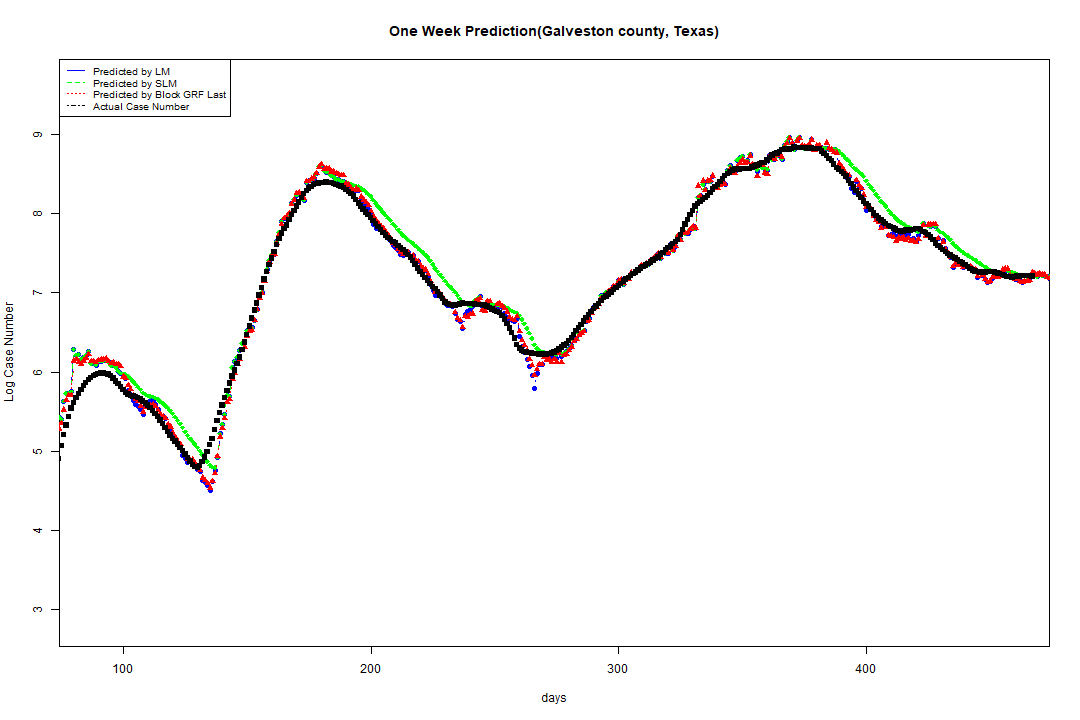 One Week Prediction(Galveston county, Texas)
Predicted by LM
Predicted by SLM
Predicted by Block GRF Last
Actual Case Number
9
8
7
6
5
4
3
Log Case Number
100 200 300 400
days